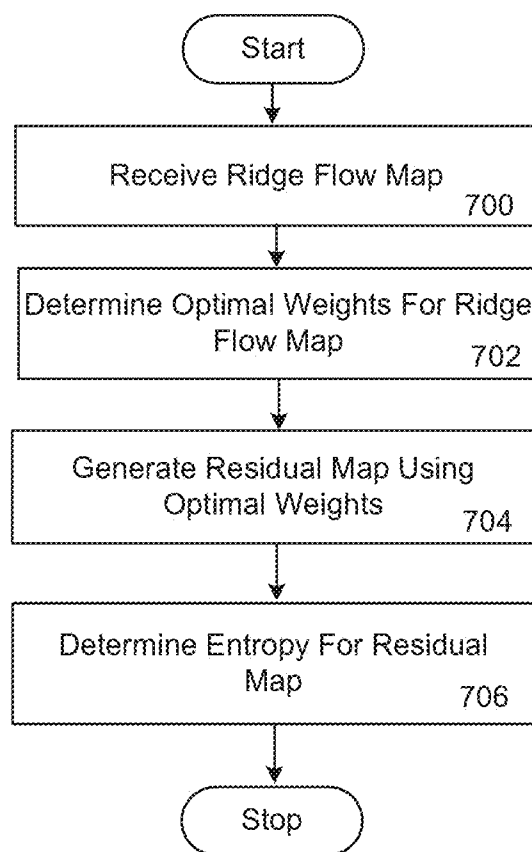 Start
Receive Ridge Flow Map
700
Determine Optimal Weights For Ridge
Flow Map
702
Generate Residual Map Using
Optimal Weights
704
Determine Entropy For Residual
Map
706
Stop